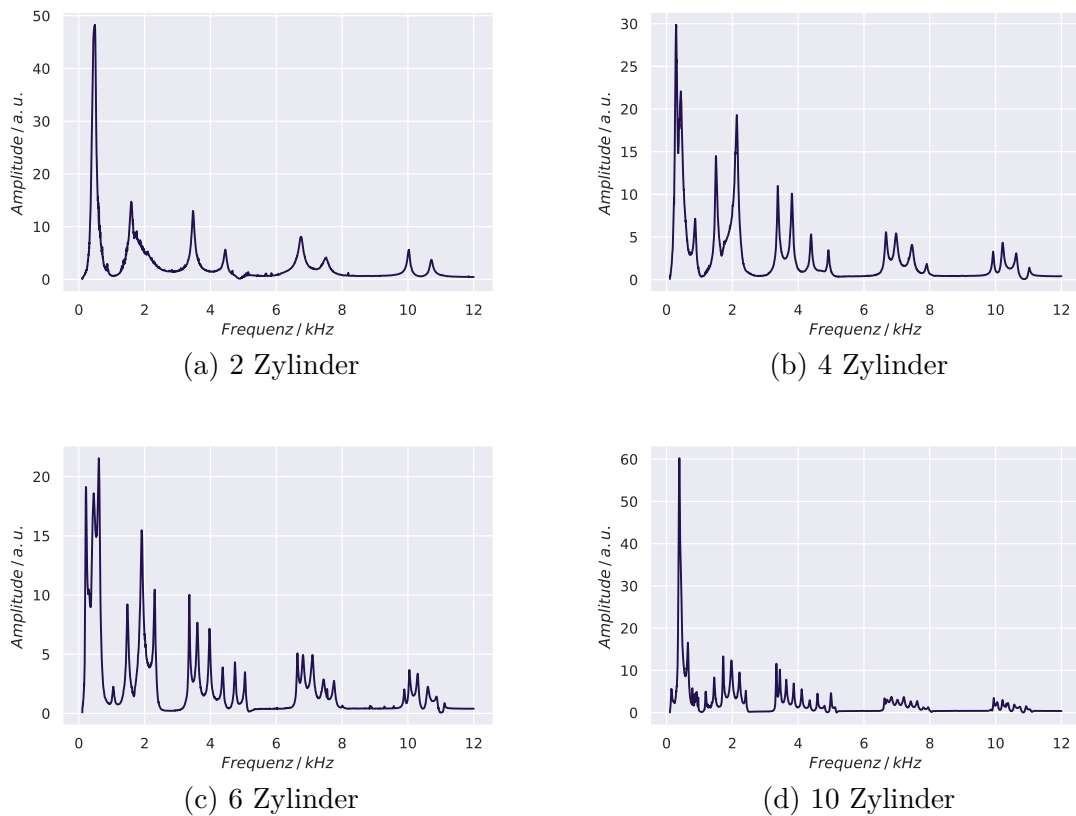 50
40
30
20
10
0
Amplitude / a. u.
0 2 4 6 8 10 12
Frequenz / kHz
(a) 2 Zylinder
30
25
20
15
10
5
0
Amplitude / a. u.
0 2 4 6 8 10 12
Frequenz / kHz
(b) 4 Zylinder
20
15
10
5
0
Amplitude / a. u.
0 2 4 6 8 10 12
Frequenz / kHz
(c) 6 Zylinder
60
50
40
30
20
10
0
Amplitude / a. u.
0 2 4 6 8 10 12
Frequenz / kHz
(d) 10 Zylinder